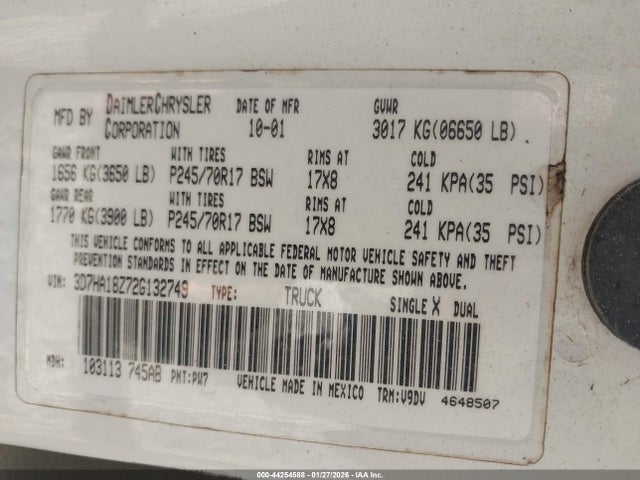 MFD BY DAIMLERCHRYSLER CORPORATION DATE OF MFR 10-01 GVWR 3017 KG(06650 LB)
GAWR FRONT WITH TIRES RIMS AT COLD
1656 KG(3650 LB) P245/70R17 BSW 17X8 241 KPA(35 PSI)
GAWR REAR WITH TIRES RIMS AT COLD
1770 KG(3900 LB) P245/70R17 BSW 17X8 241 KPA(35 PSI)
THIS VEHICLE CONFORMS TO ALL APPLICABLE FEDERAL MOTOR VEHICLE SAFETY AND THEFT
PREVENTION STANDARDS IN EFFECT ON THE DATE OF MANUFACTURE SHOWN ABOVE.
VIN: 3D7HA18Z72G132749 TYPE: TRUCK SINGLE X DUAL
MDH: 103113 745AB PNT:PW7 VEHICLE MADE IN MEXICO TRM:V9DV 4648507
000-44254588 - 01/27/2026 - IAA Inc.